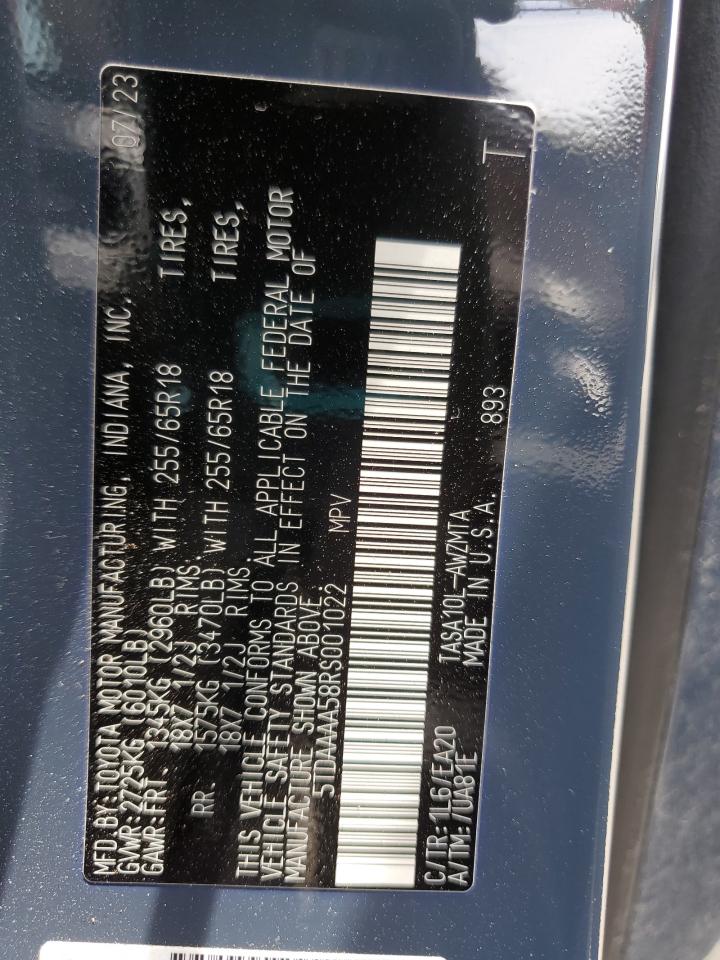 MFD.BY:TOYOTA MOTOR MANUFACTURING, INDIANA, INC. 07/23
GVWR:2725KG (6010LB)
GAWR:FRT. 1345KG (2960LB) WITH 255/65R18 TIRES,
18X7 1/2J RIMS.
RR. 1575KG (3470LB) WITH 255/65R18 TIRES,
18X7 1/2J RIMS.
THIS VEHICLE CONFORMS TO ALL APPLICABLE FEDERAL MOTOR
VEHICLE SAFETY STANDARDS IN EFFECT ON THE DATE OF
MANUFACTURE SHOWN ABOVE.
5TDAAAA58RS001022 MPV
C/TR:1L6/EA20 TASA10L-AWZMTA
A/TM:/UA81E MADE IN U.S.A. 893 T